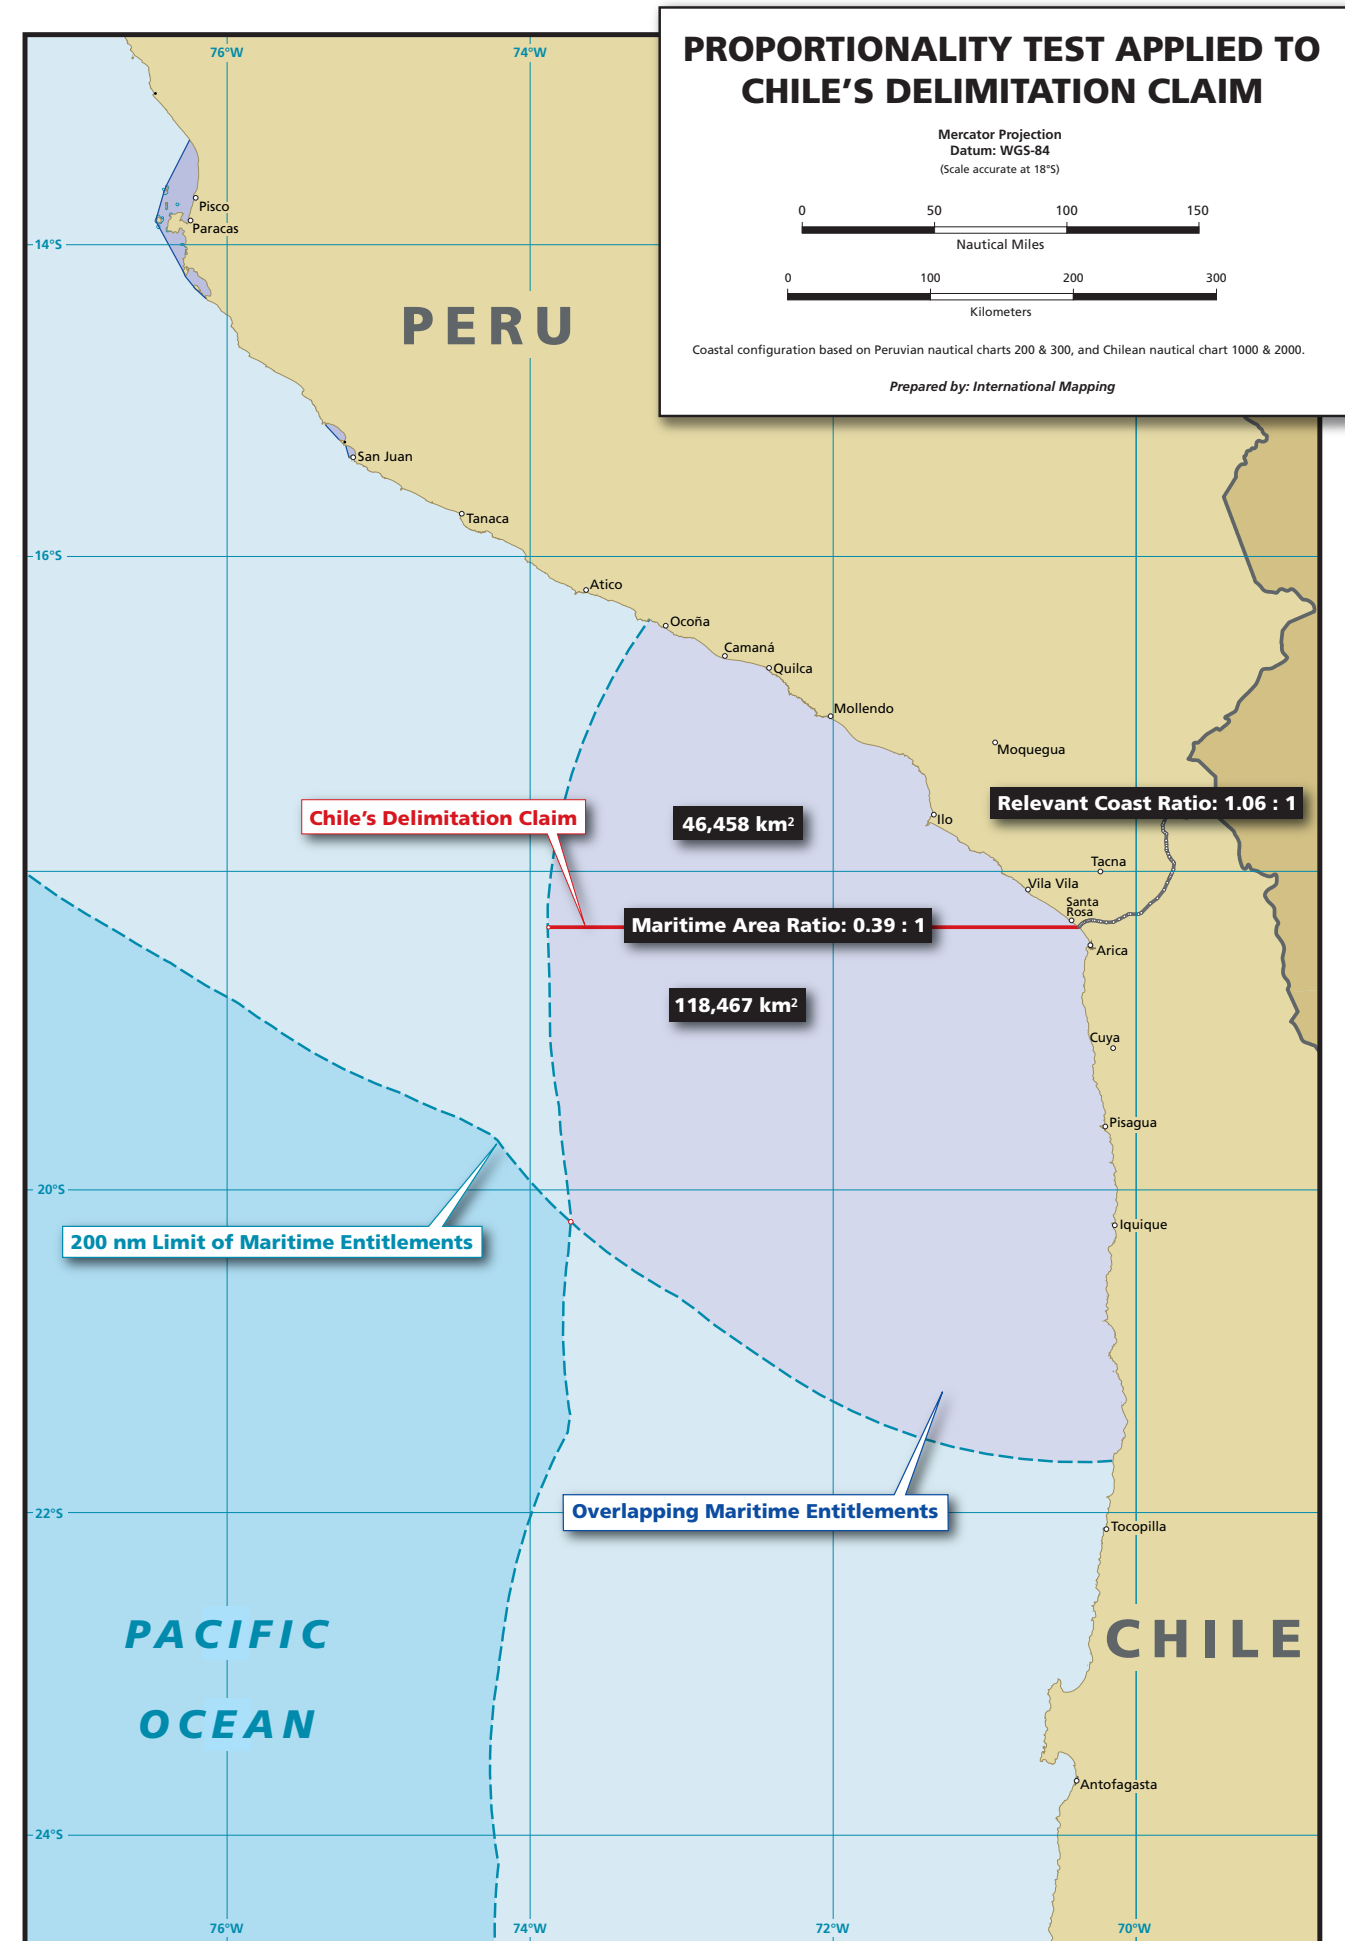 PROPORTIONALITY TEST APPLIED TO
CHILE’S DELIMITATION CLAIM
Mercator Projection
Datum: WGS-84
(Scale accurate at 18°S)
0 50 100 150
Nautical Miles
0 100 200 300
Kilometers
Coastal configuration based on Peruvian nautical charts 200 & 300, and Chilean nautical chart 1000 & 2000.
Prepared by: International Mapping
76°W 74°W
Pisco
Paracas
14°S
PERU
San Juan
Tanaca
16°S
Atico
Ocoña
Camaná
Quilca
Mollendo
Moquegua
Relevant Coast Ratio: 1.06 : 1
Chile’s Delimitation Claim
46,458 km²
Ilo
Tacna
Vila Vila
Santa
Rosa
Maritime Area Ratio: 0.39 : 1
Arica
118,467 km²
Cuya
Pisagua
20°S
Iquique
200 nm Limit of Maritime Entitlements
Overlapping Maritime Entitlements
22°S
Tocopilla
PACIFIC
OCEAN
CHILE
Antofagasta
24°S
76°W 74°W 72°W 70°W